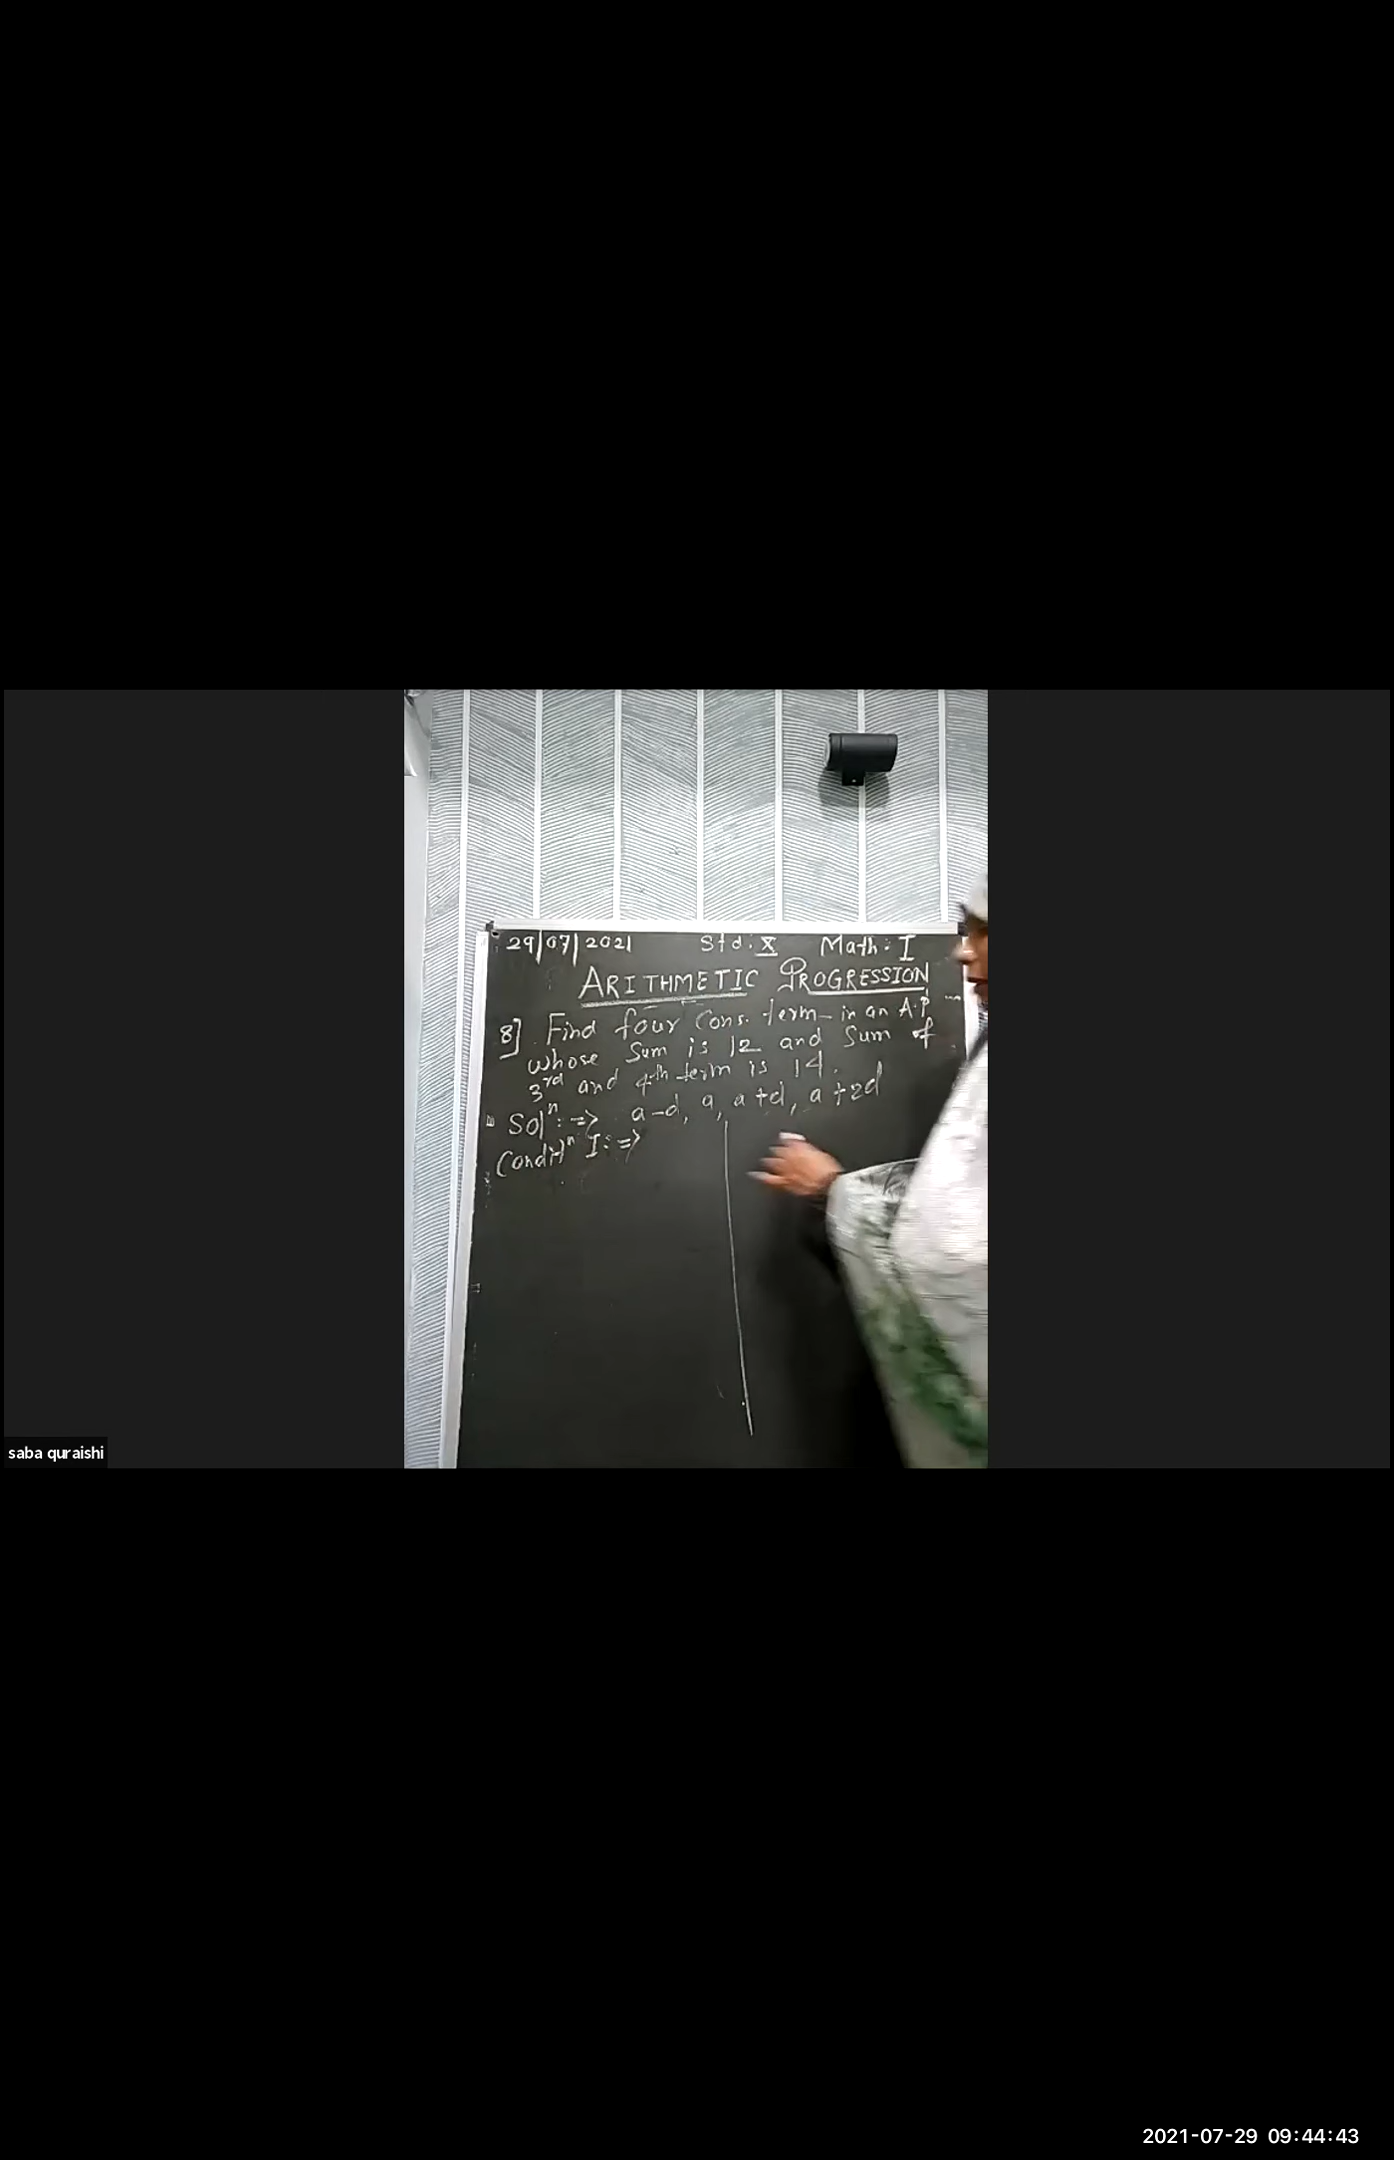 29/07/2021 Std: X Math: I
ARITHMETIC PROGRESSION
8] Find four Cons. term in an A.P
whose Sum is 12 and Sum of
3rd and 4th term is 14.
Solⁿ: => a-d, a, a+d, a+2d
Conditⁿ I: =>
saba quraishi
2021-07-29 09:44:43